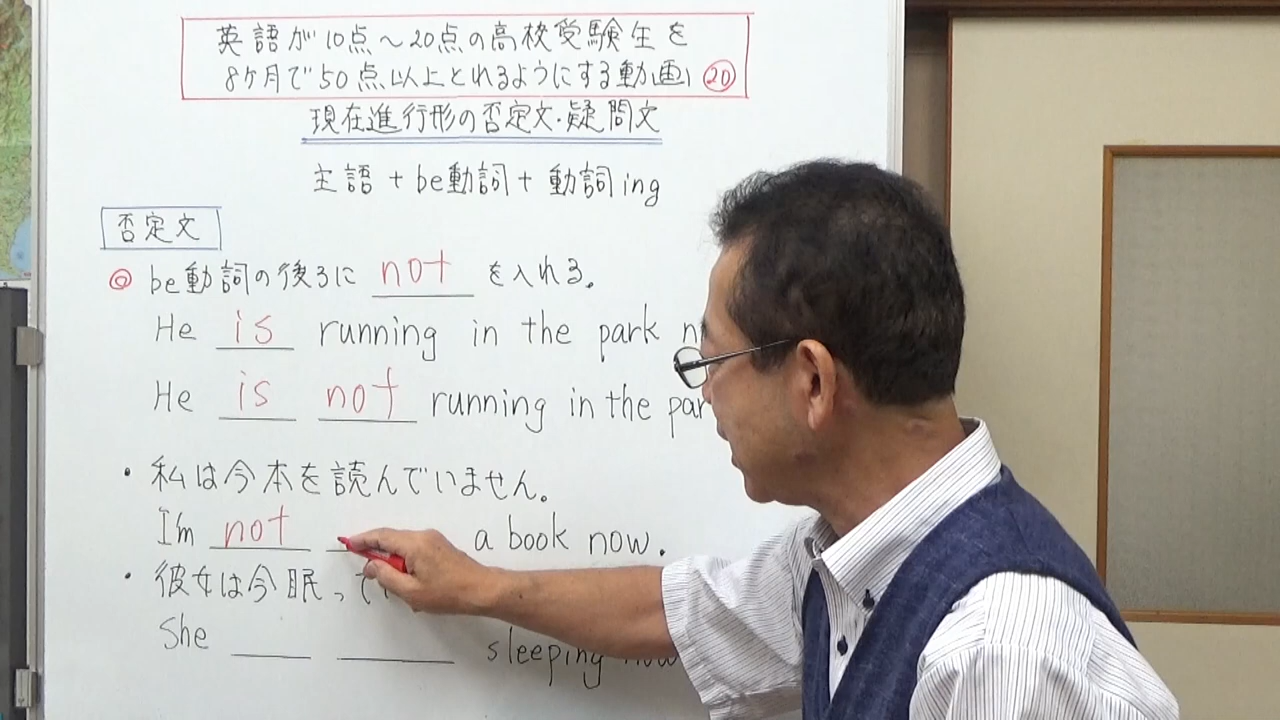 英語が10点～20点の高校受験生を
8ケ月で50点以上とれるようにする動画⑳
現在進行形の否定文・疑問文
主語+be動詞+動詞ing
否定文
◎ be動詞の後ろに not を入れる。
He is running in the park
He is not running in the
・私は今本を読んでいません。
I'm not a book now.
・彼女は今眠って
She sleeping now